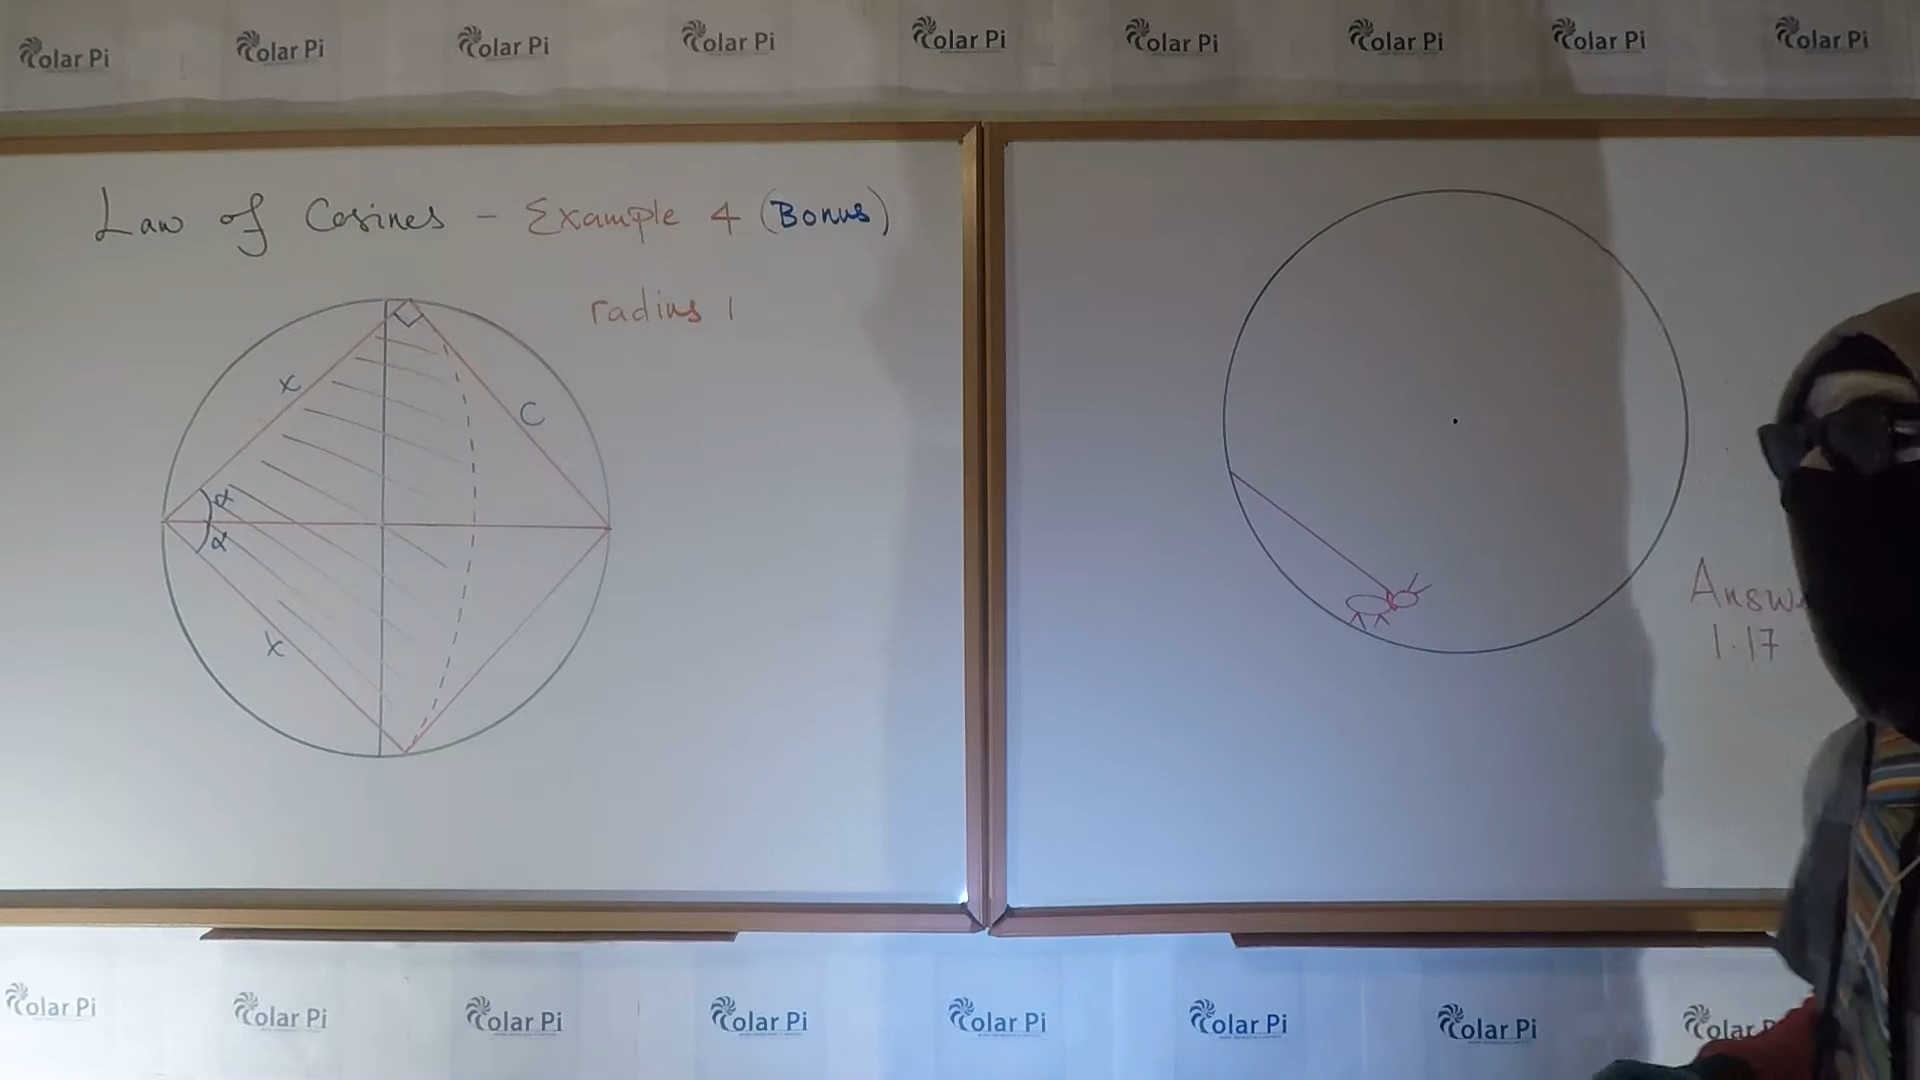 Colar Pi Colar Pi Colar Pi Colar Pi Colar Pi Colar Pi Colar Pi Colar Pi Colar Pi
Law of Cosines - Example 4 (Bonus)
radius 1
x
C
α
α
x
1.17
Colar Pi Colar Pi Colar Pi Colar Pi Colar Pi Colar Pi Colar Pi